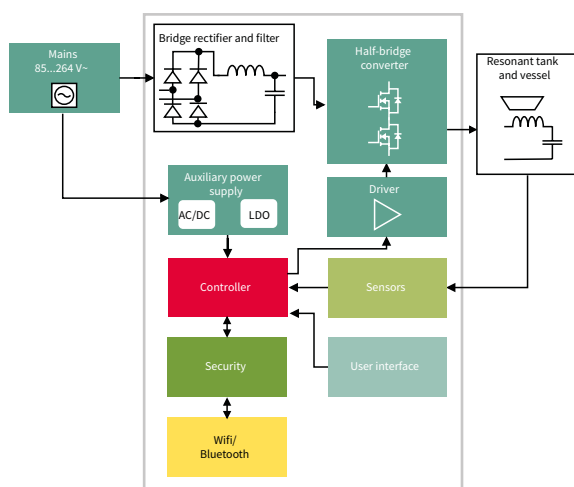 Bridge rectifier and filter
Mains
85...264 V~
Half-bridge
converter
Resonant tank
and vessel
Auxiliary power
supply
AC/DC
LDO
Driver
Controller
Sensors
Security
User interface
Wifi/
Bluetooth